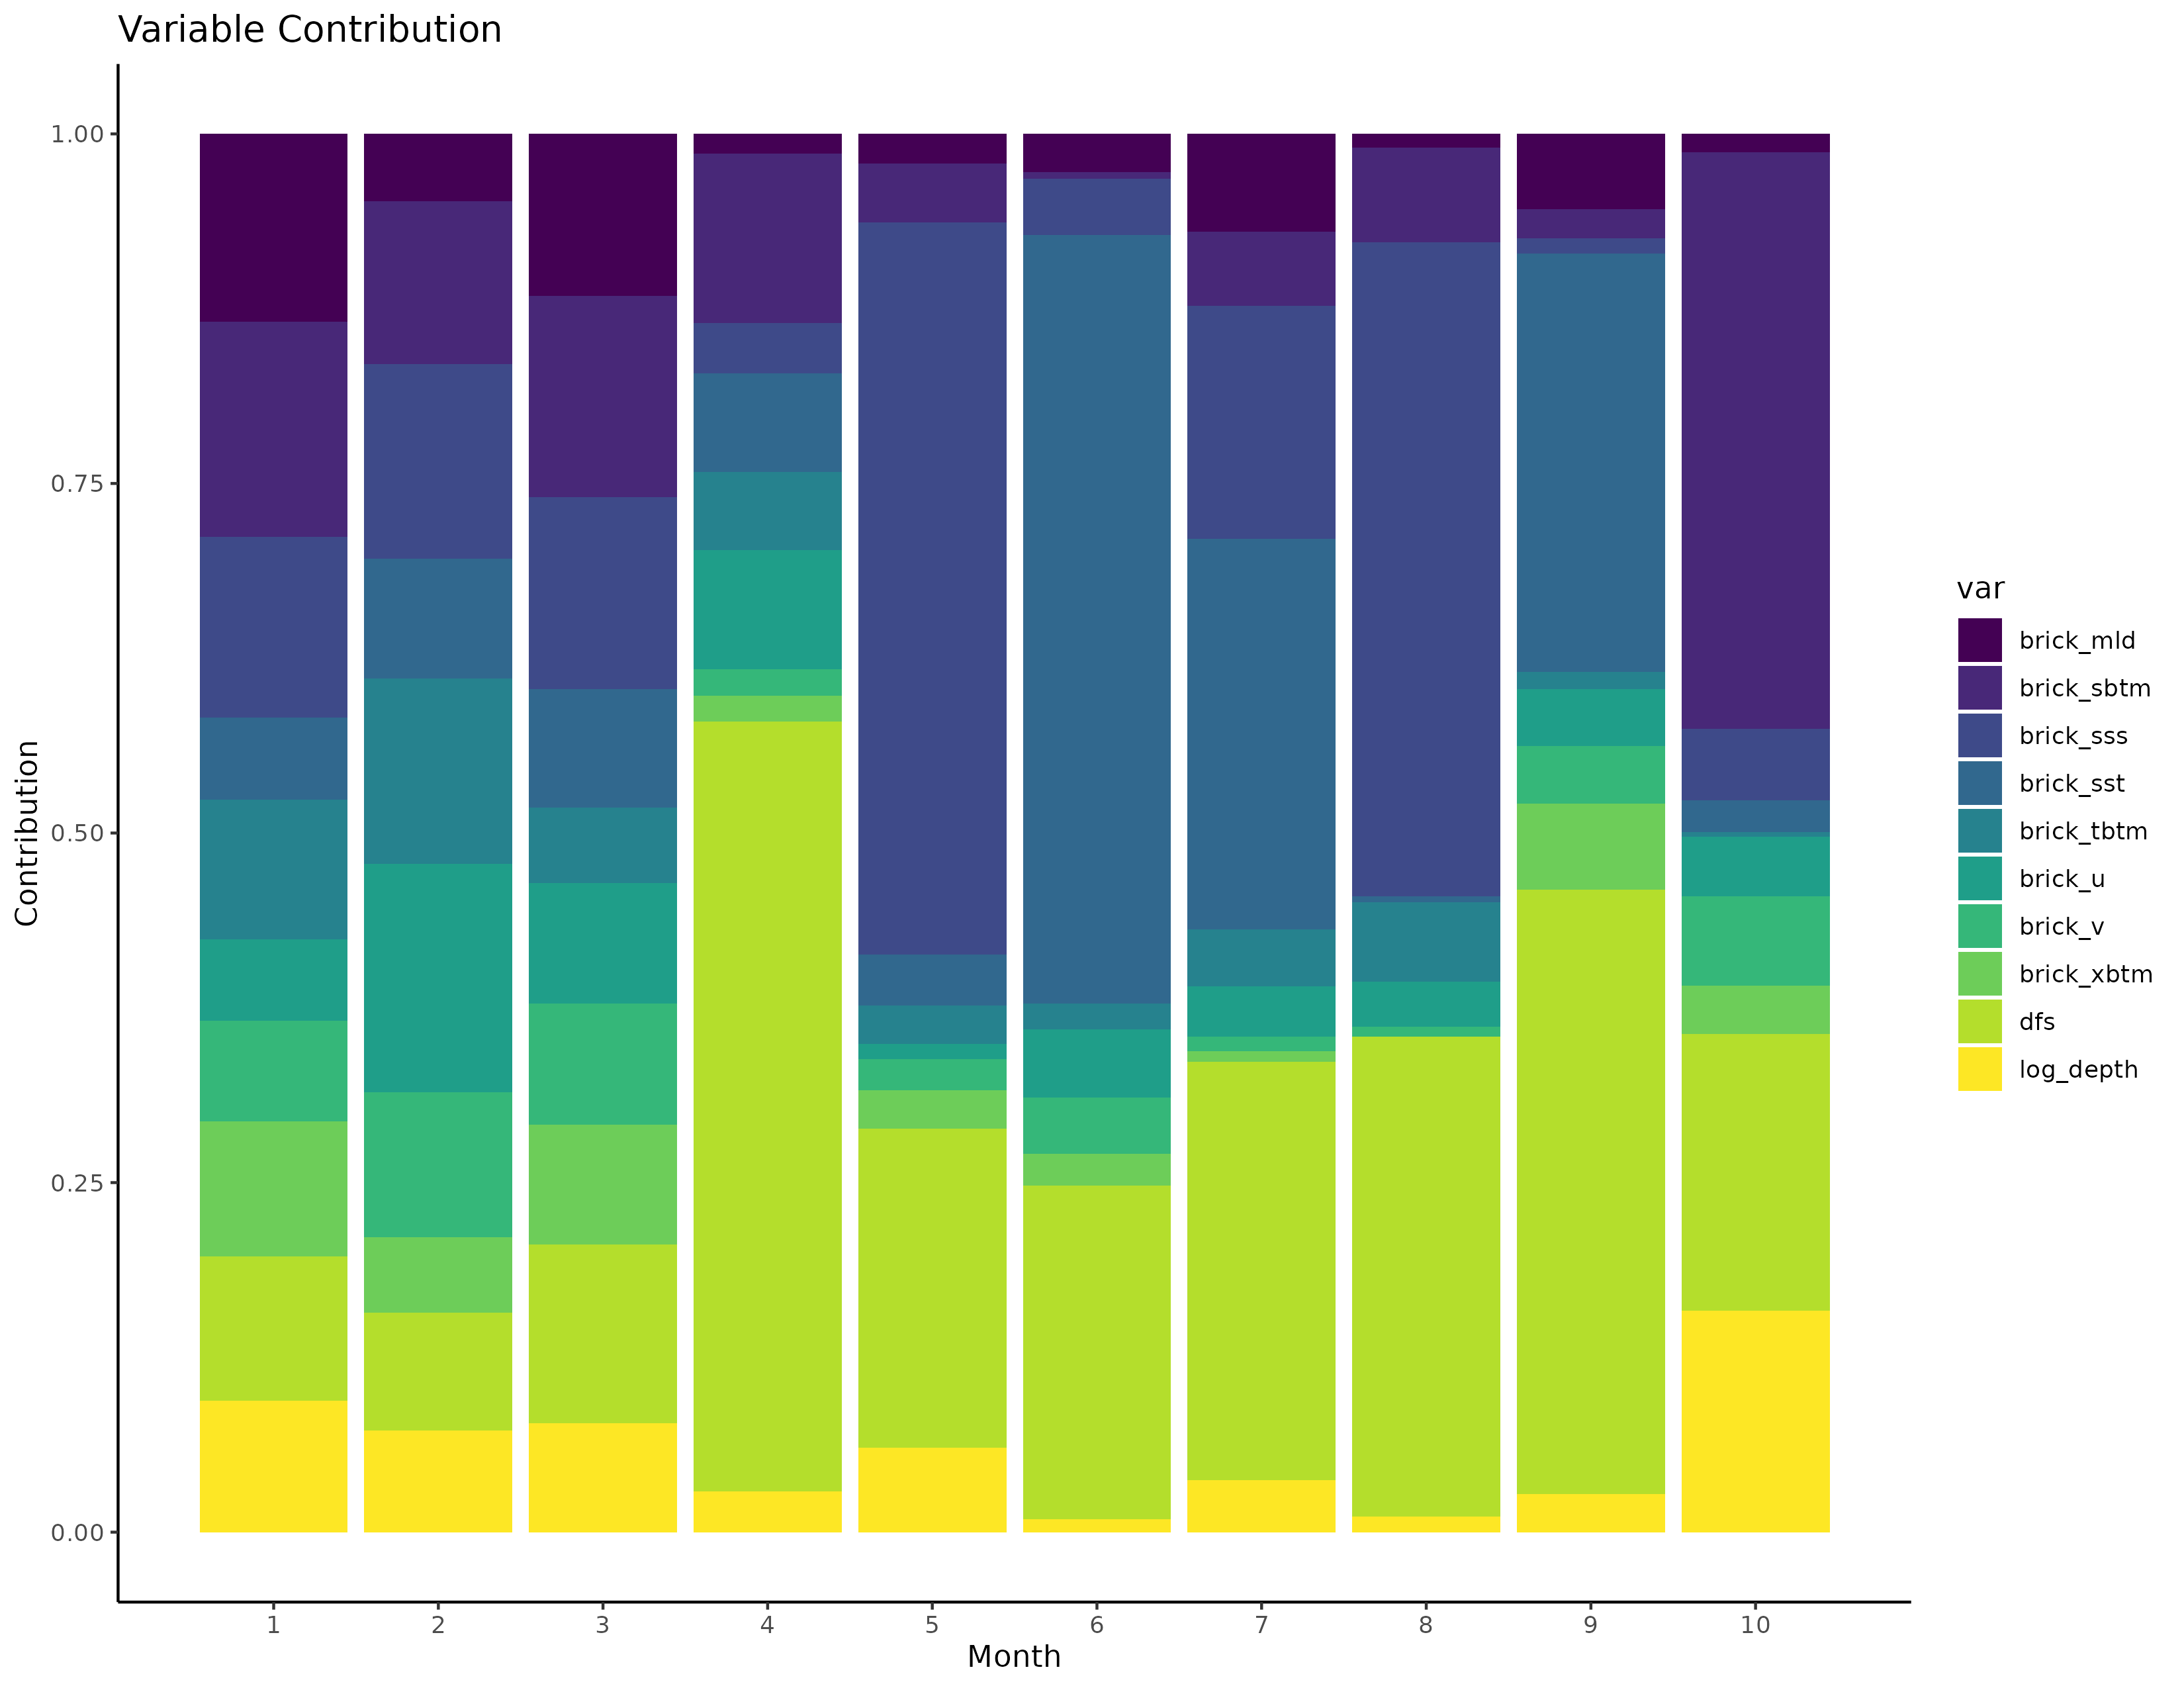 Variable Contribution
1.00
0.75
0.50
0.25
0.00
Contribution
1 2 3 4 5 6 7 8 9 10
Month
var
brick_mld
brick_sbtm
brick_sss
brick_sst
brick_tbtm
brick_u
brick_v
brick_xbtm
dfs
log_depth